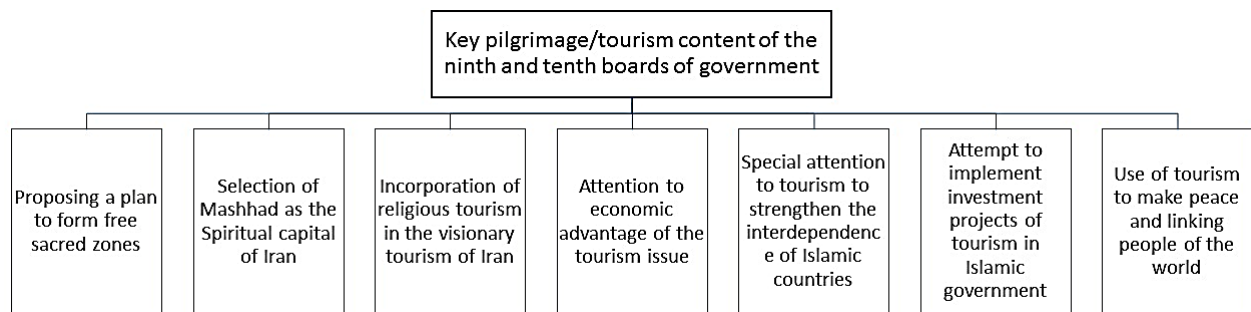 Key pilgrimage/tourism content of the
ninth and tenth boards of government
Proposing a plan
to form free
sacred zones
Selection of
Mashhad as the
Spiritual capital
of Iran
Incorporation of
religious tourism
in the visionary
tourism of Iran
Attention to
economic
advantage of the
tourism issue
Special attention
to tourism to
strengthen the
interdependenc
e of Islamic
countries
Attempt to
implement
investment
projects of
tourism in
Islamic
government
Use of tourism
to make peace
and linking
people of the
world